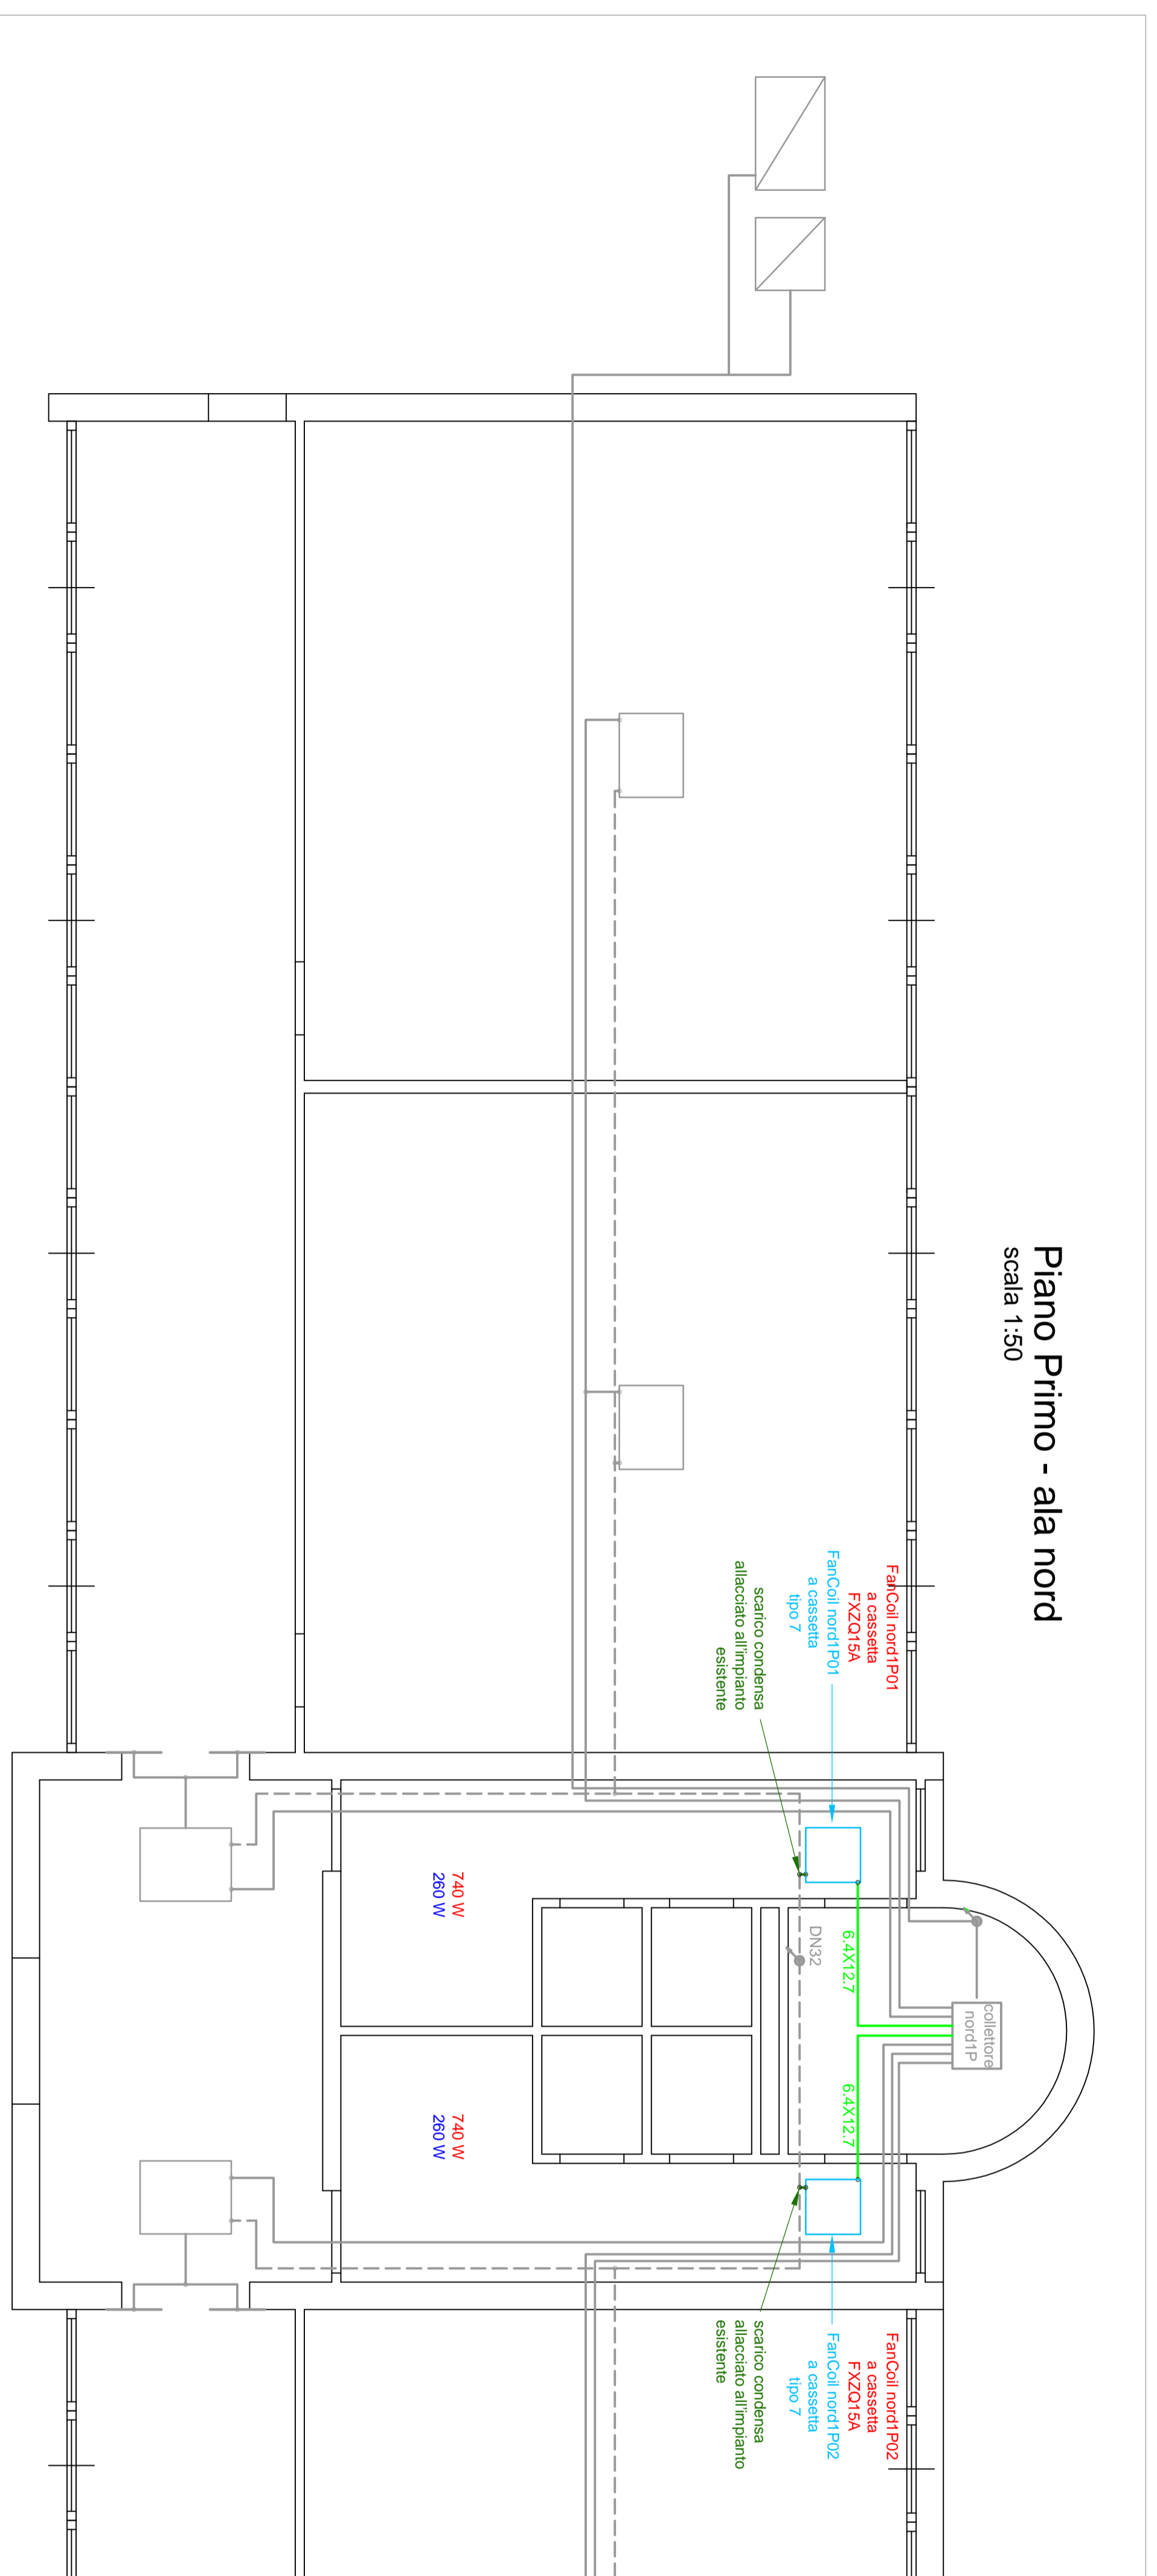 Piano Primo - ala nord
scala 1:50
FanCoil nord1P01
a cassetta
FXZQ15A
FanCoil nord1P01
a cassetta
tipo 7
scarico condensa
allacciato all'impianto
esistente
collettore
nord1P
6.4X12.7
DN32
740 W
260 W
6.4X12.7
740 W
260 W
FanCoil nord1P02
a cassetta
FXZQ15A
FanCoil nord1P02
a cassetta
tipo 7
scarico condensa
allacciato all'impianto
esistente